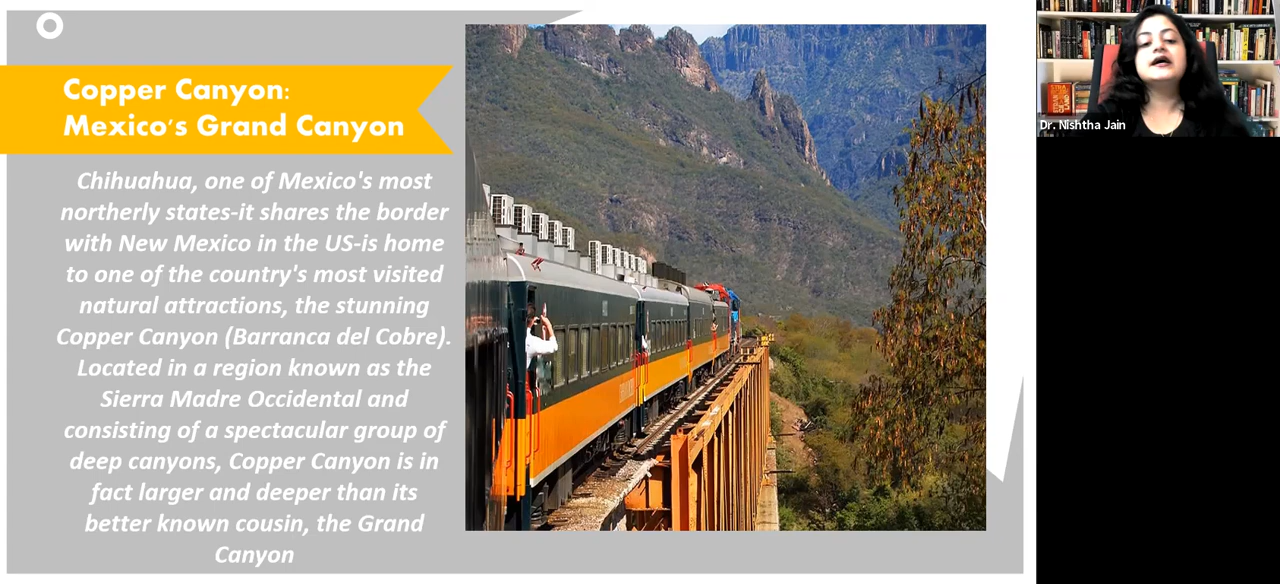 Copper Canyon:
Mexico's Grand Canyon
Chihuahua, one of Mexico's most
northerly states-it shares the border
with New Mexico in the US-is home
to one of the country's most visited
natural attractions, the stunning
Copper Canyon (Barranca del Cobre).
Located in a region known as the
Sierra Madre Occidental and
consisting of a spectacular group of
deep canyons, Copper Canyon is in
fact larger and deeper than its
better known cousin, the Grand
Canyon
Dr. Nishtha Jain